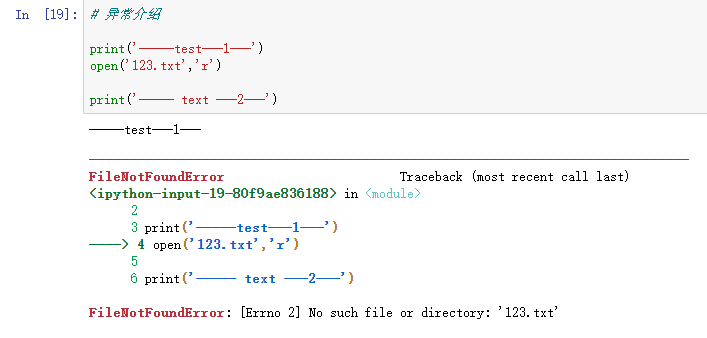 In [19]:
# 异常介绍
print('-----test---1---')
open('123.txt','r')
print('----- text ---2---')
-----test---1---
FileNotFoundError Traceback (most recent call last)
<ipython-input-19-80f9ae836188> in <module>
2
3 print('-----test---1---')
----> 4 open('123.txt','r')
5
6 print('----- text ---2---')
FileNotFoundError: [Errno 2] No such file or directory: '123.txt'